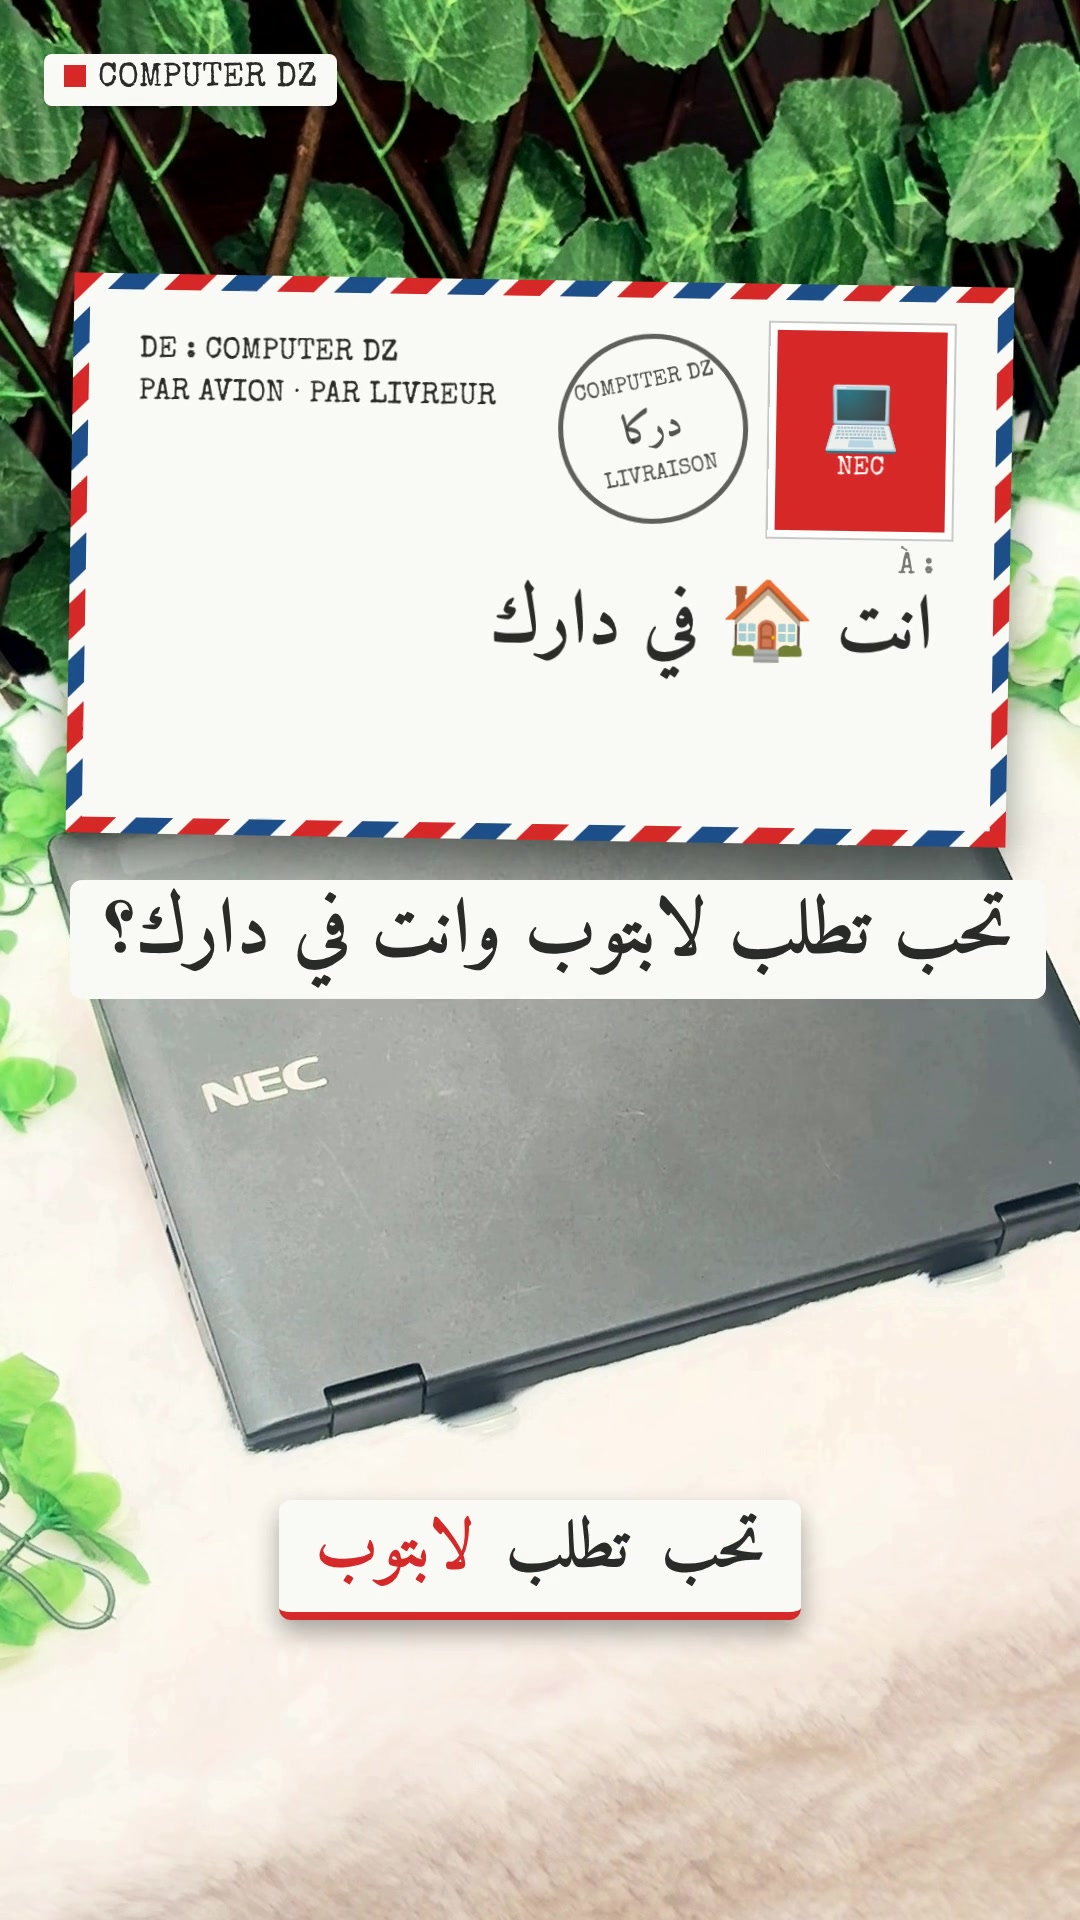 COMPUTER DZ
DE : COMPUTER DZ
PAR AVION · PAR LIVREUR
COMPUTER DZ
دركا
LIVRAISON
NEC
À :
انت 🏠 في دارك
تحب تطلب لابتوب وانت في دارك؟
NEC
تحب تطلب لابتوب